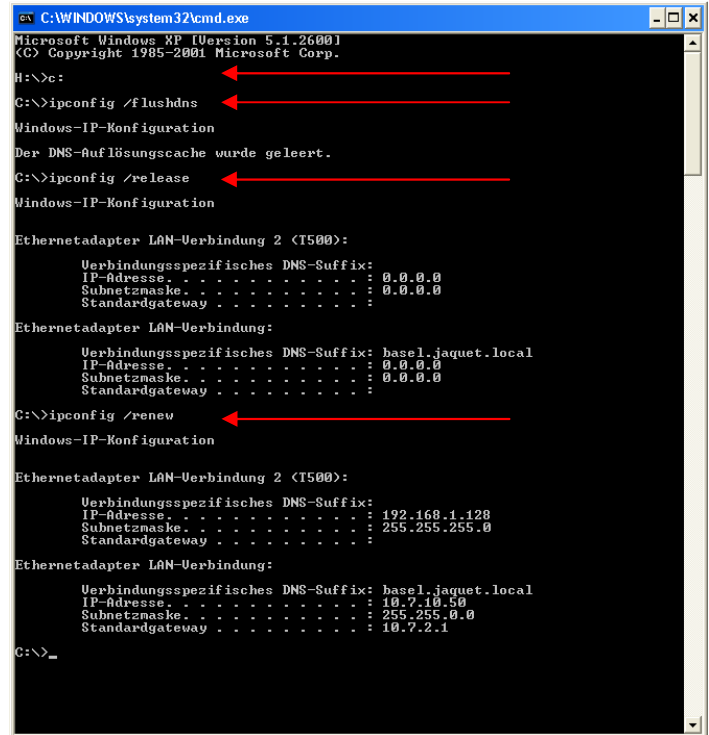 C:\WINDOWS\system32\cmd.exe
Microsoft Windows XP [Version 5.1.2600]
(C) Copyright 1985-2001 Microsoft Corp.
H:\>c:
C:\>ipconfig /flushdns
Windows-IP-Konfiguration
Der DNS-Auflösungscache wurde geleert.
C:\>ipconfig /release
Windows-IP-Konfiguration
Ethernetadapter LAN-Verbindung 2 (T500):
Verbindungsspezifisches DNS-Suffix:
IP-Adresse. . . . . . . . . . . . : 0.0.0.0
Subnetzmaske. . . . . . . . . . . : 0.0.0.0
Standardgateway . . . . . . . . . :
Ethernetadapter LAN-Verbindung:
Verbindungsspezifisches DNS-Suffix: basel.jaquet.local
IP-Adresse. . . . . . . . . . . . : 0.0.0.0
Subnetzmaske. . . . . . . . . . . : 0.0.0.0
Standardgateway . . . . . . . . . :
C:\>ipconfig /renew
Windows-IP-Konfiguration
Ethernetadapter LAN-Verbindung 2 (T500):
Verbindungsspezifisches DNS-Suffix:
IP-Adresse. . . . . . . . . . . . : 192.168.1.128
Subnetzmaske. . . . . . . . . . . : 255.255.255.0
Standardgateway . . . . . . . . . :
Ethernetadapter LAN-Verbindung:
Verbindungsspezifisches DNS-Suffix: basel.jaquet.local
IP-Adresse. . . . . . . . . . . . : 10.7.10.50
Subnetzmaske. . . . . . . . . . . : 255.255.0.0
Standardgateway . . . . . . . . . : 10.7.2.1
C:\>_